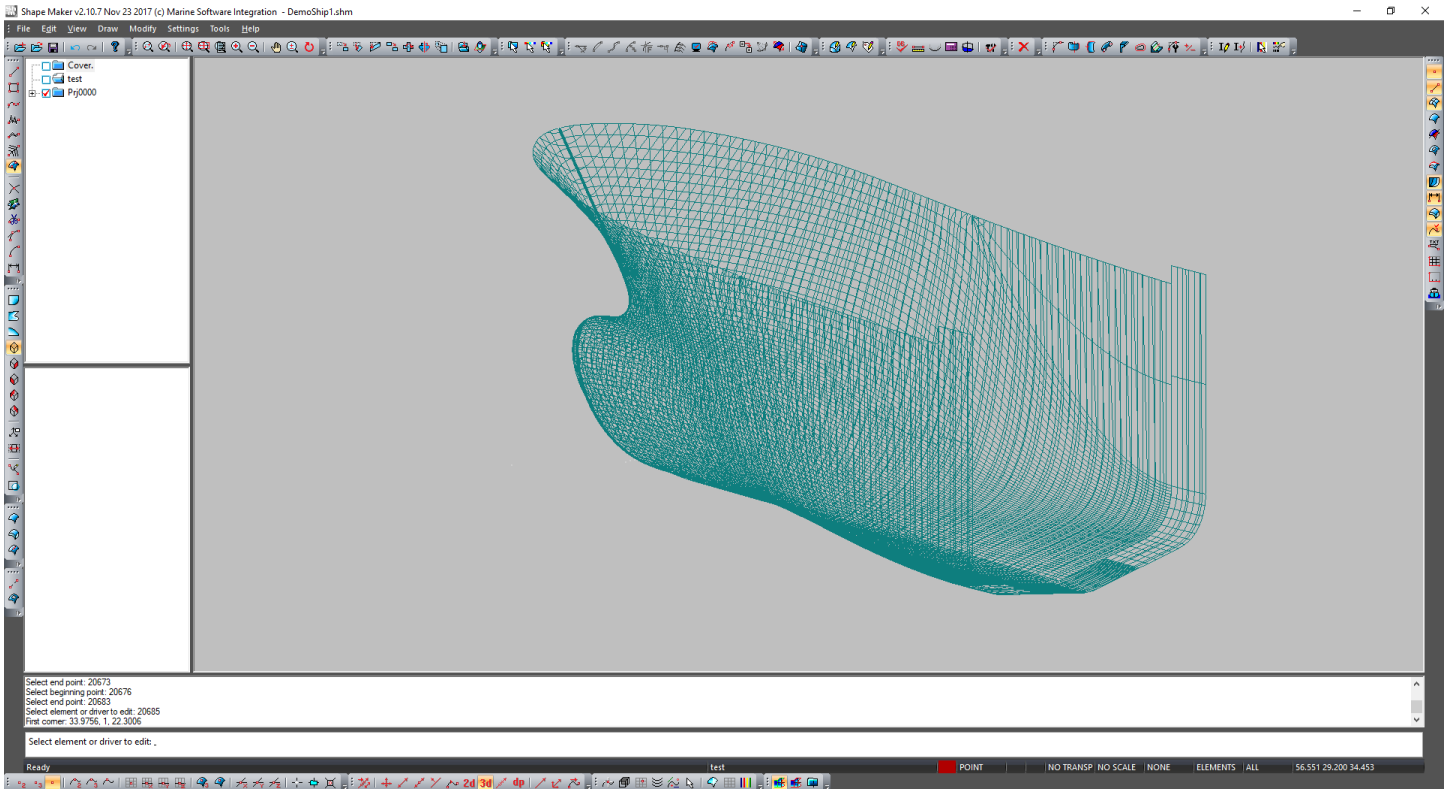 Shape Maker v2.10.7 Nov 23 2017 (c) Marine Software Integration - DemoShip1.shm
File Edit View Draw Modify Settings Tools Help
Cover.
test
Prj0000
Select end point: 20673
Select beginning point: 20676
Select end point: 20683
Select element or driver to edit: 20685
First corner: 33.9756, 1, 22.3006
Select element or driver to edit: .
Ready test POINT NO TRANSP NO SCALE NONE ELEMENTS ALL 56.551 29.200 34.453
2d 3d dp